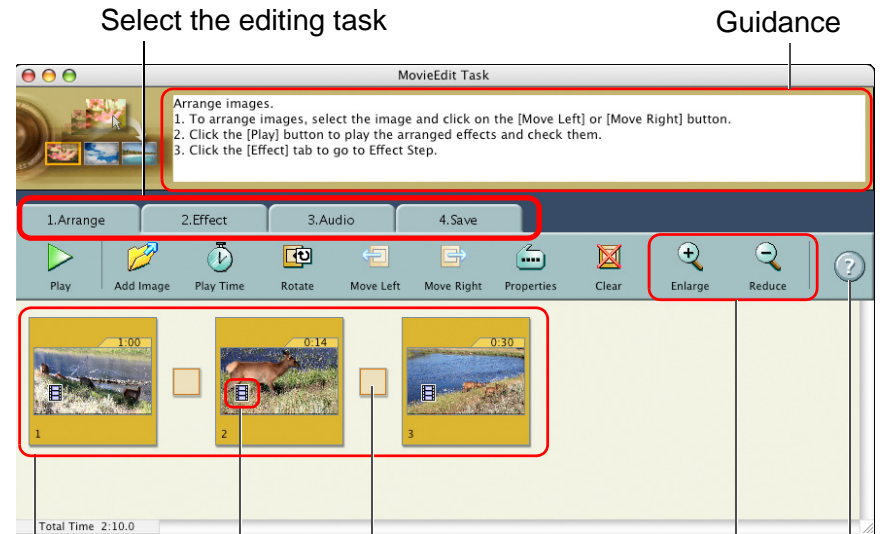 Select the editing task
Guidance
MovieEdit Task
Arrange images.
1. To arrange images, select the image and click on the [Move Left] or [Move Right] button.
2. Click the [Play] button to play the arranged effects and check them.
3. Click the [Effect] tab to go to Effect Step.
1.Arrange 2.Effect 3.Audio 4.Save
Play Add Image Play Time Rotate Move Left Move Right Properties Clear Enlarge Reduce ?
1:00 0:14 0:30
1 2 3
Total Time 2:10.0